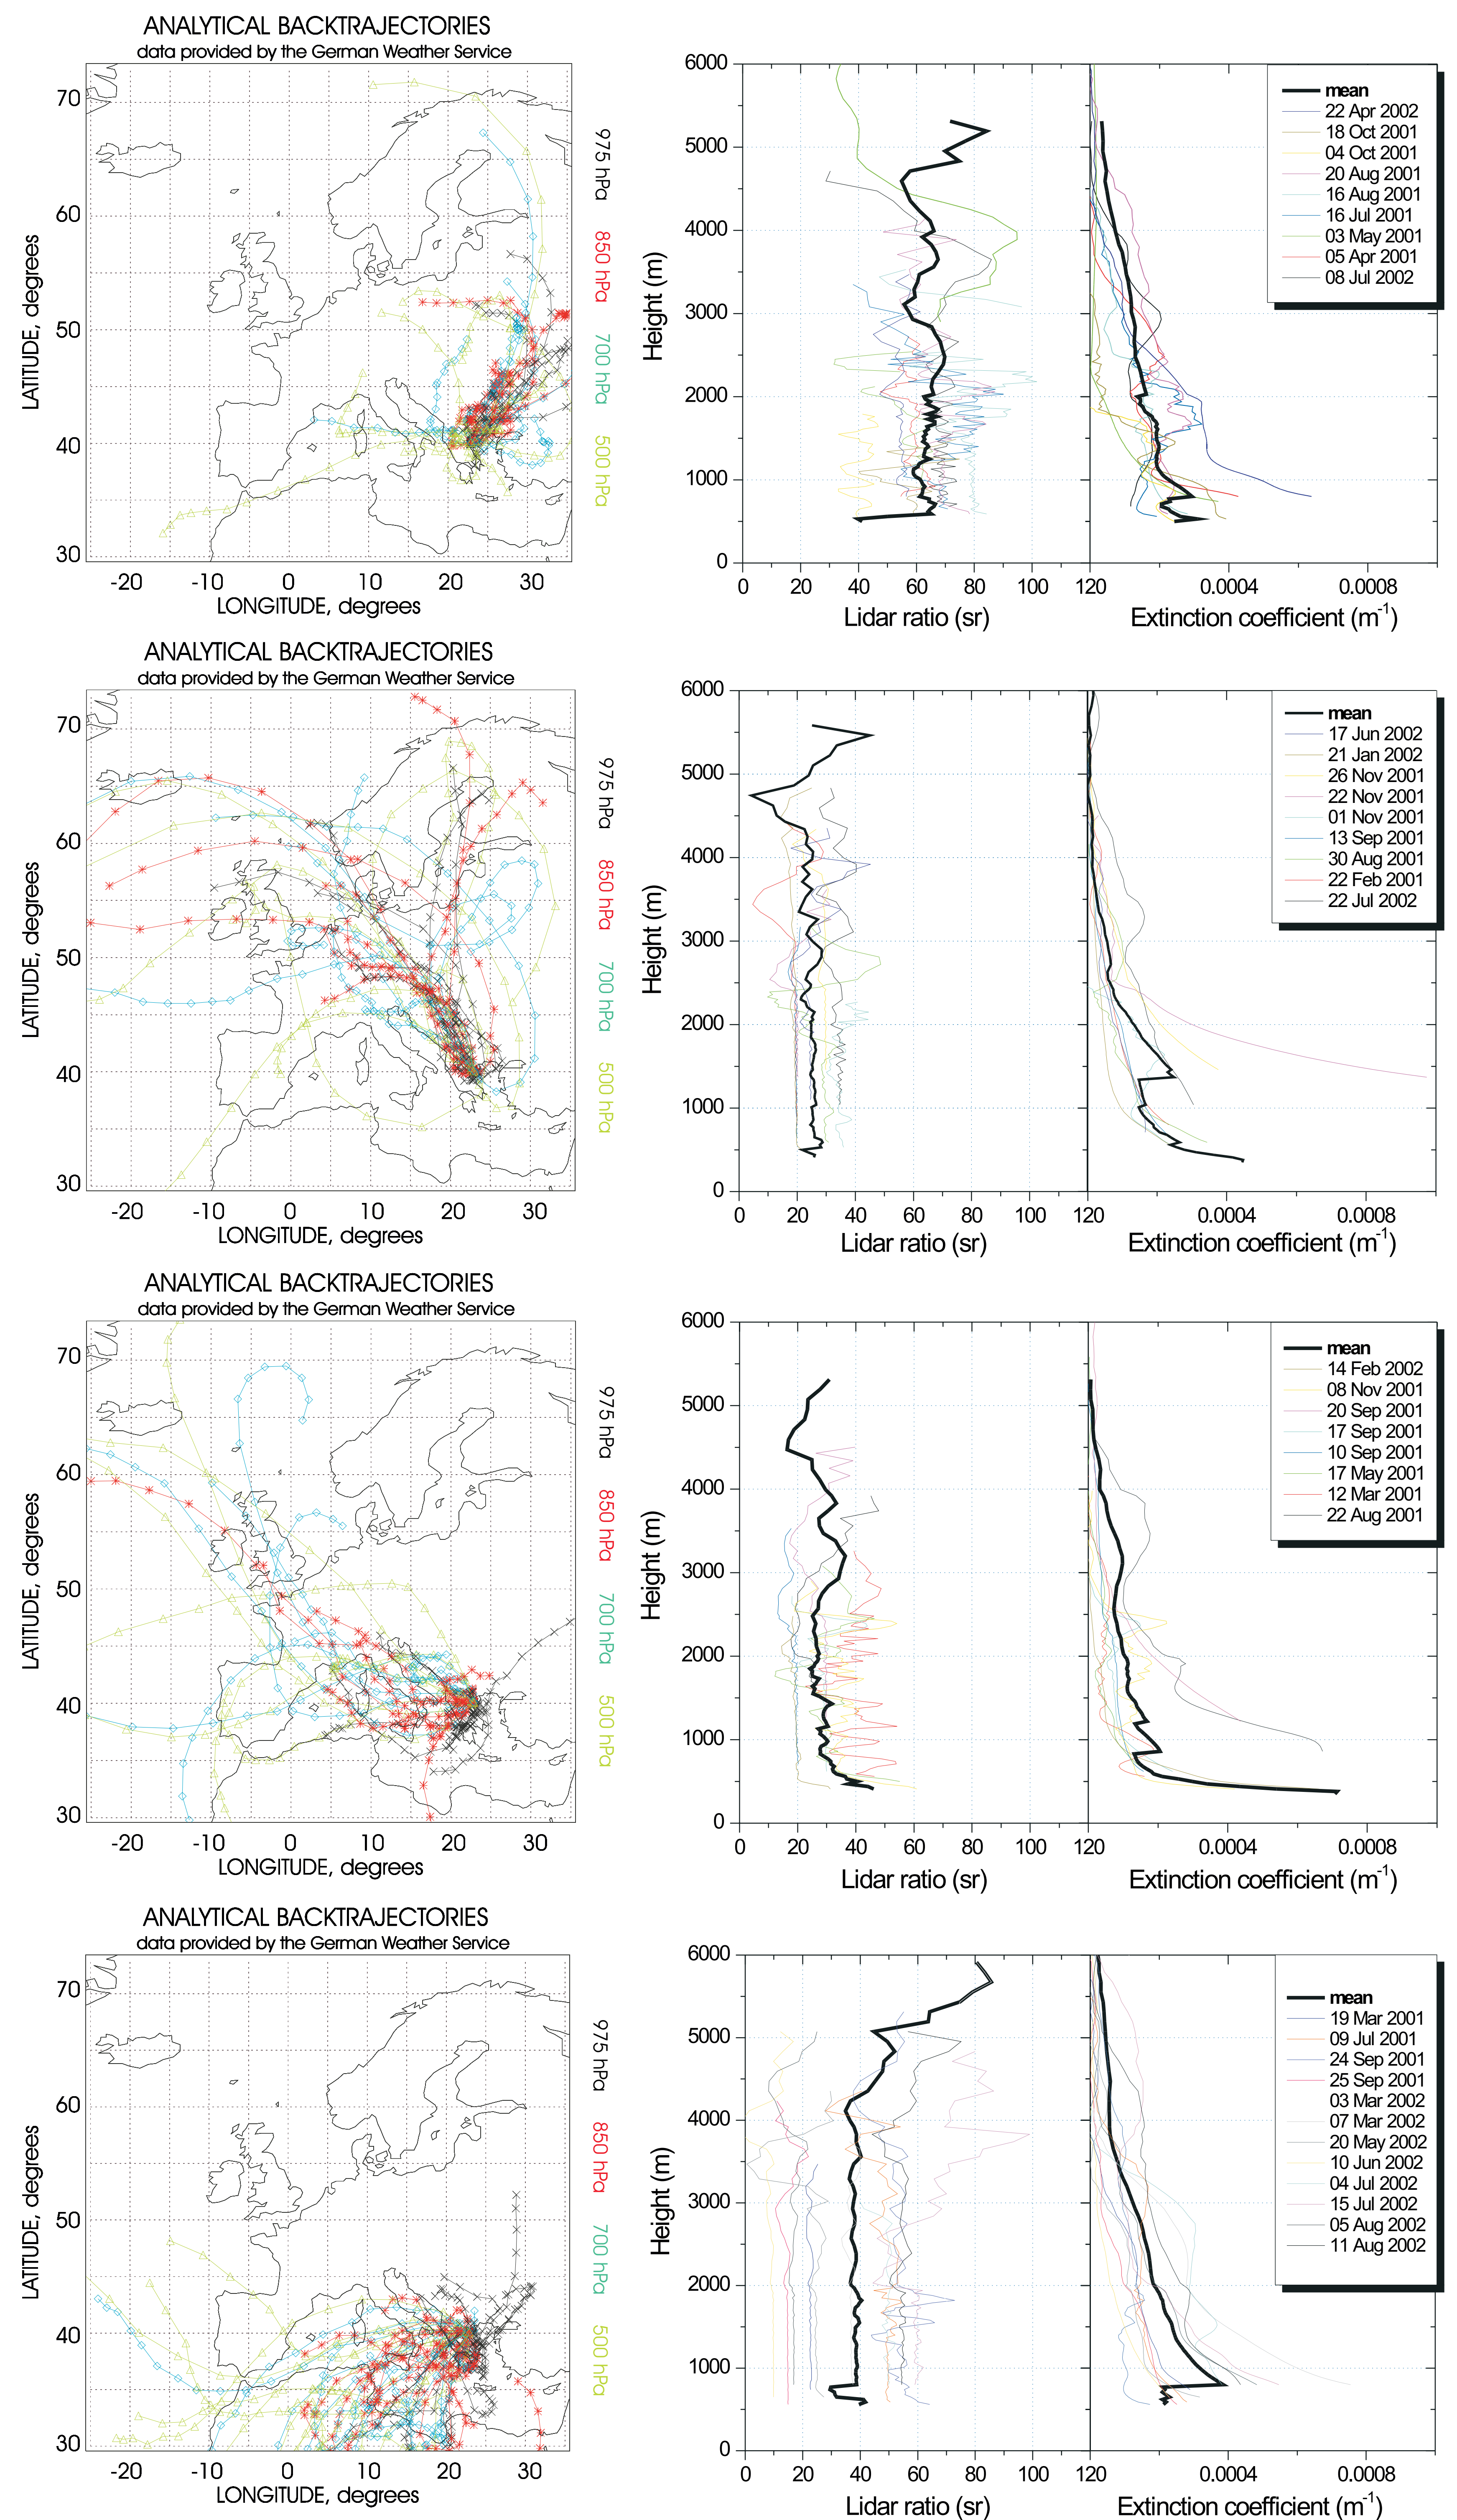 ANALYTICAL BACKTRAJECTORIES
data provided by the German Weather Service
70
60
50
40
30
-20 -10 0 10 20 30
LATITUDE, degrees
LONGITUDE, degrees
975 hPa
850 hPa
700 hPa
500 hPa
6000
5000
4000
3000
2000
1000
0
Height (m)
0 20 40 60 80 100 120 0.0004 0.0008
Lidar ratio (sr)
Extinction coefficient (m-1)
mean
22 Apr 2002
18 Oct 2001
04 Oct 2001
20 Aug 2001
16 Aug 2001
16 Jul 2001
03 May 2001
05 Apr 2001
08 Jul 2002
ANALYTICAL BACKTRAJECTORIES
data provided by the German Weather Service
70
60
50
40
30
-20 -10 0 10 20 30
LATITUDE, degrees
LONGITUDE, degrees
975 hPa
850 hPa
700 hPa
500 hPa
6000
5000
4000
3000
2000
1000
0
Height (m)
0 20 40 60 80 100 120 0.0004 0.0008
Lidar ratio (sr)
Extinction coefficient (m-1)
mean
17 Jun 2002
21 Jan 2002
26 Nov 2001
22 Nov 2001
01 Nov 2001
13 Sep 2001
30 Aug 2001
22 Feb 2001
22 Jul 2002
ANALYTICAL BACKTRAJECTORIES
data provided by the German Weather Service
70
60
50
40
30
-20 -10 0 10 20 30
LATITUDE, degrees
LONGITUDE, degrees
975 hPa
850 hPa
700 hPa
500 hPa
6000
5000
4000
3000
2000
1000
0
Height (m)
0 20 40 60 80 100 120 0.0004 0.0008
Lidar ratio (sr)
Extinction coefficient (m-1)
mean
14 Feb 2002
08 Nov 2001
20 Sep 2001
17 Sep 2001
10 Sep 2001
17 May 2001
12 Mar 2001
22 Aug 2001
ANALYTICAL BACKTRAJECTORIES
data provided by the German Weather Service
70
60
50
40
30
-20 -10 0 10 20 30
LATITUDE, degrees
LONGITUDE, degrees
975 hPa
850 hPa
700 hPa
500 hPa
6000
5000
4000
3000
2000
1000
0
Height (m)
0 20 40 60 80 100 120 0.0004 0.0008
Lidar ratio (sr)
Extinction coefficient (m-1)
mean
19 Mar 2001
09 Jul 2001
24 Sep 2001
25 Sep 2001
03 Mar 2002
07 Mar 2002
20 May 2002
10 Jun 2002
04 Jul 2002
15 Jul 2002
05 Aug 2002
11 Aug 2002